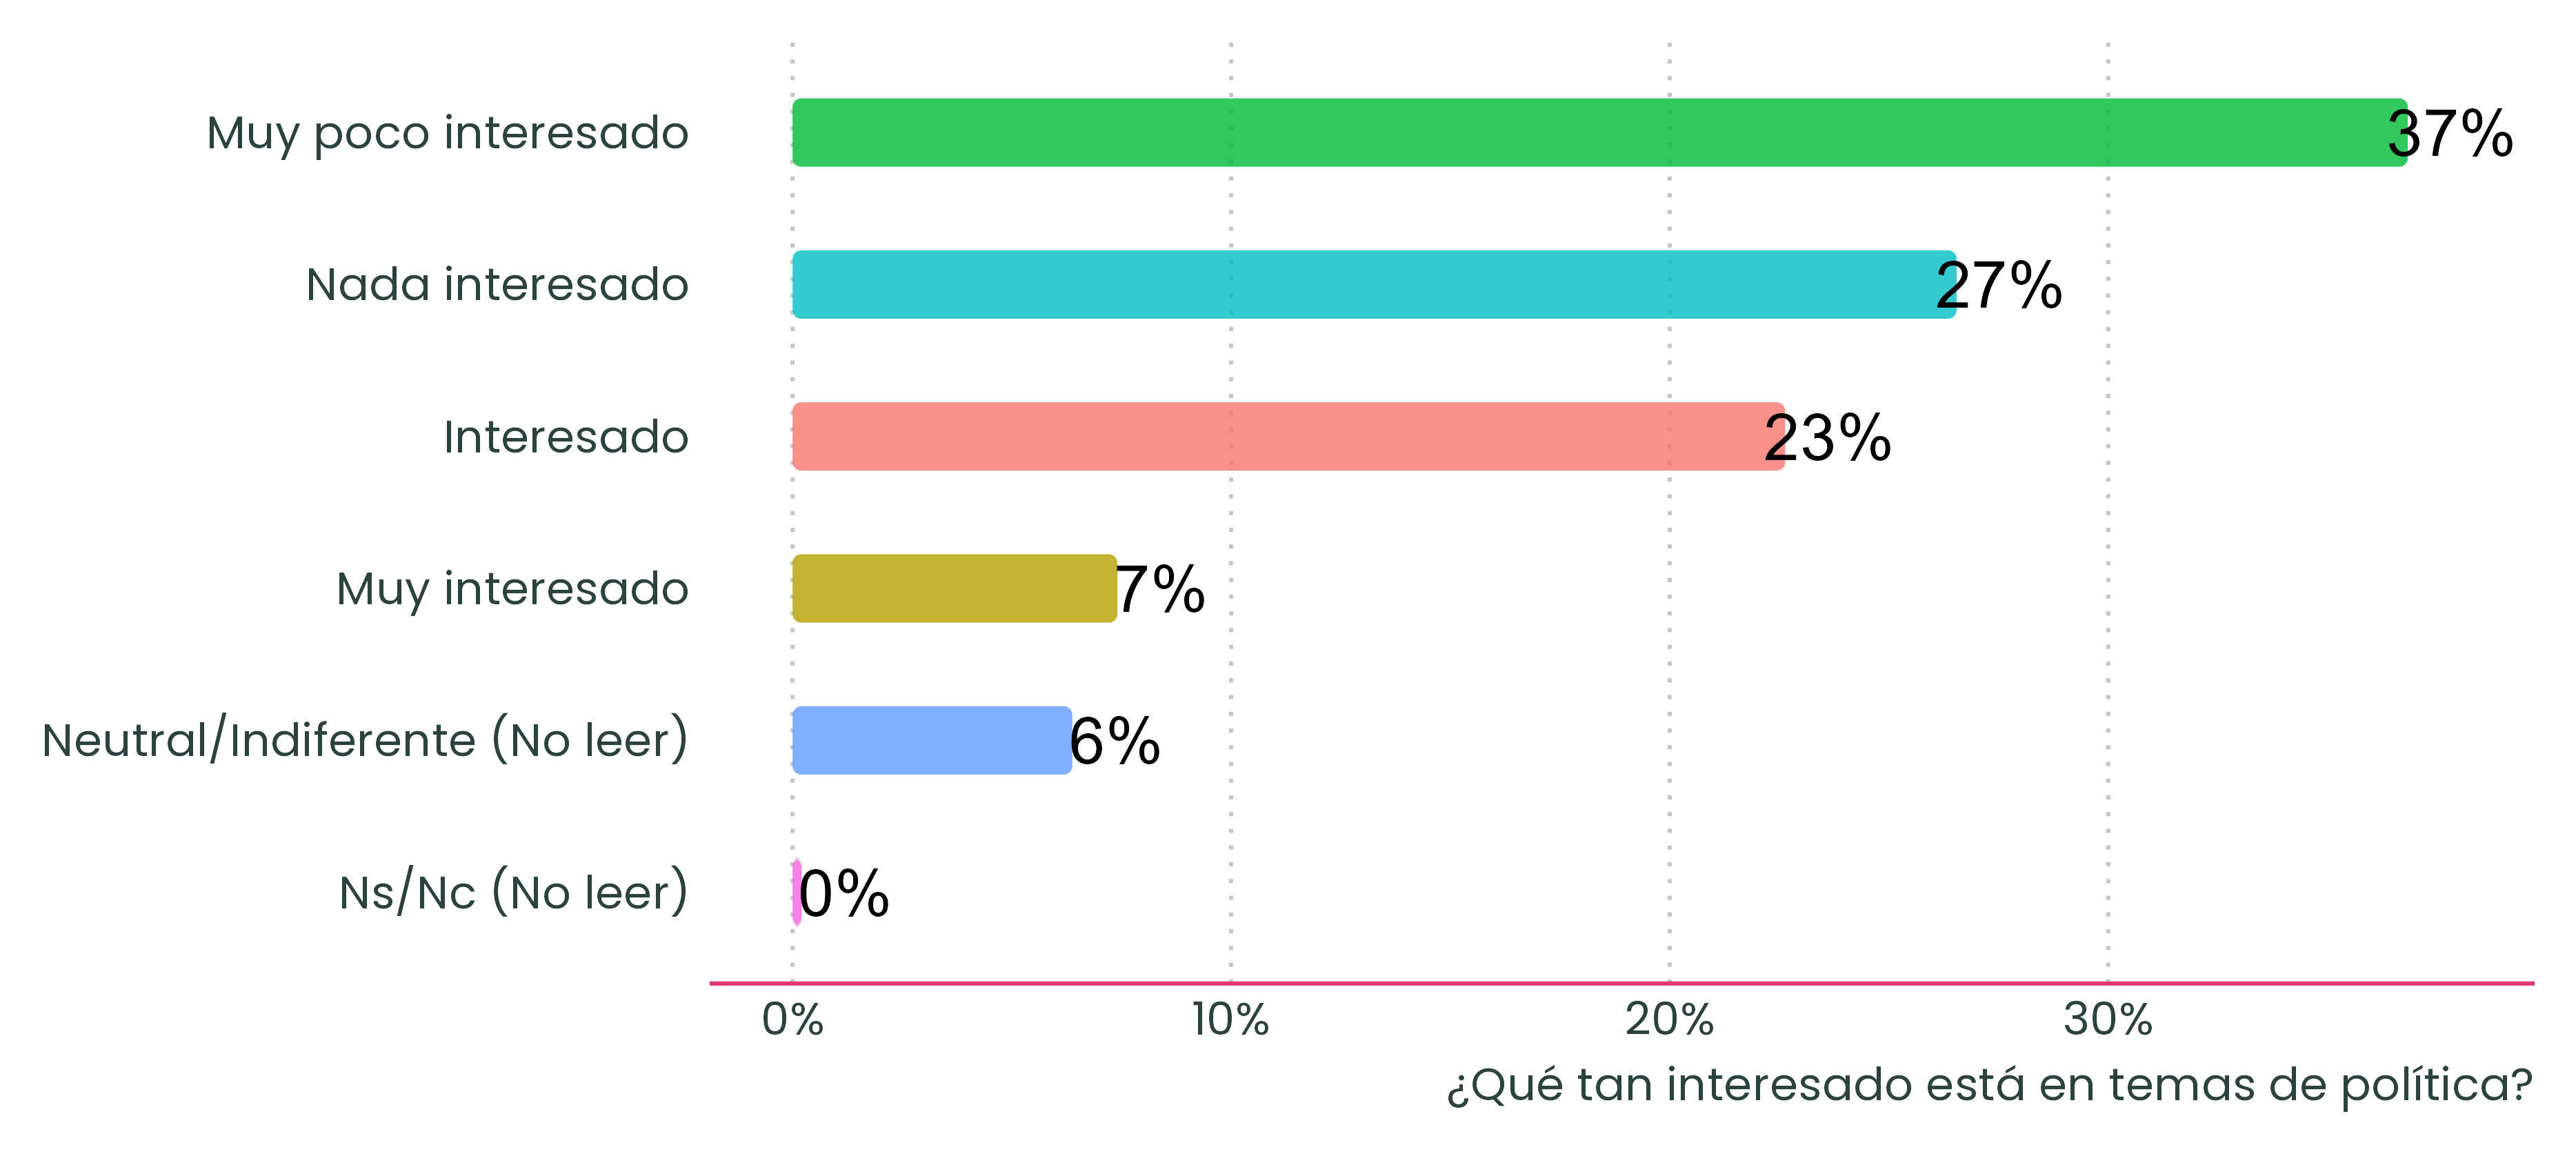 Muy poco interesado 37%
Nada interesado 27%
Interesado 23%
Muy interesado 7%
Neutral/Indiferente (No leer) 6%
Ns/Nc (No leer) 0%
0% 10% 20% 30%
¿Qué tan interesado está en temas de política?